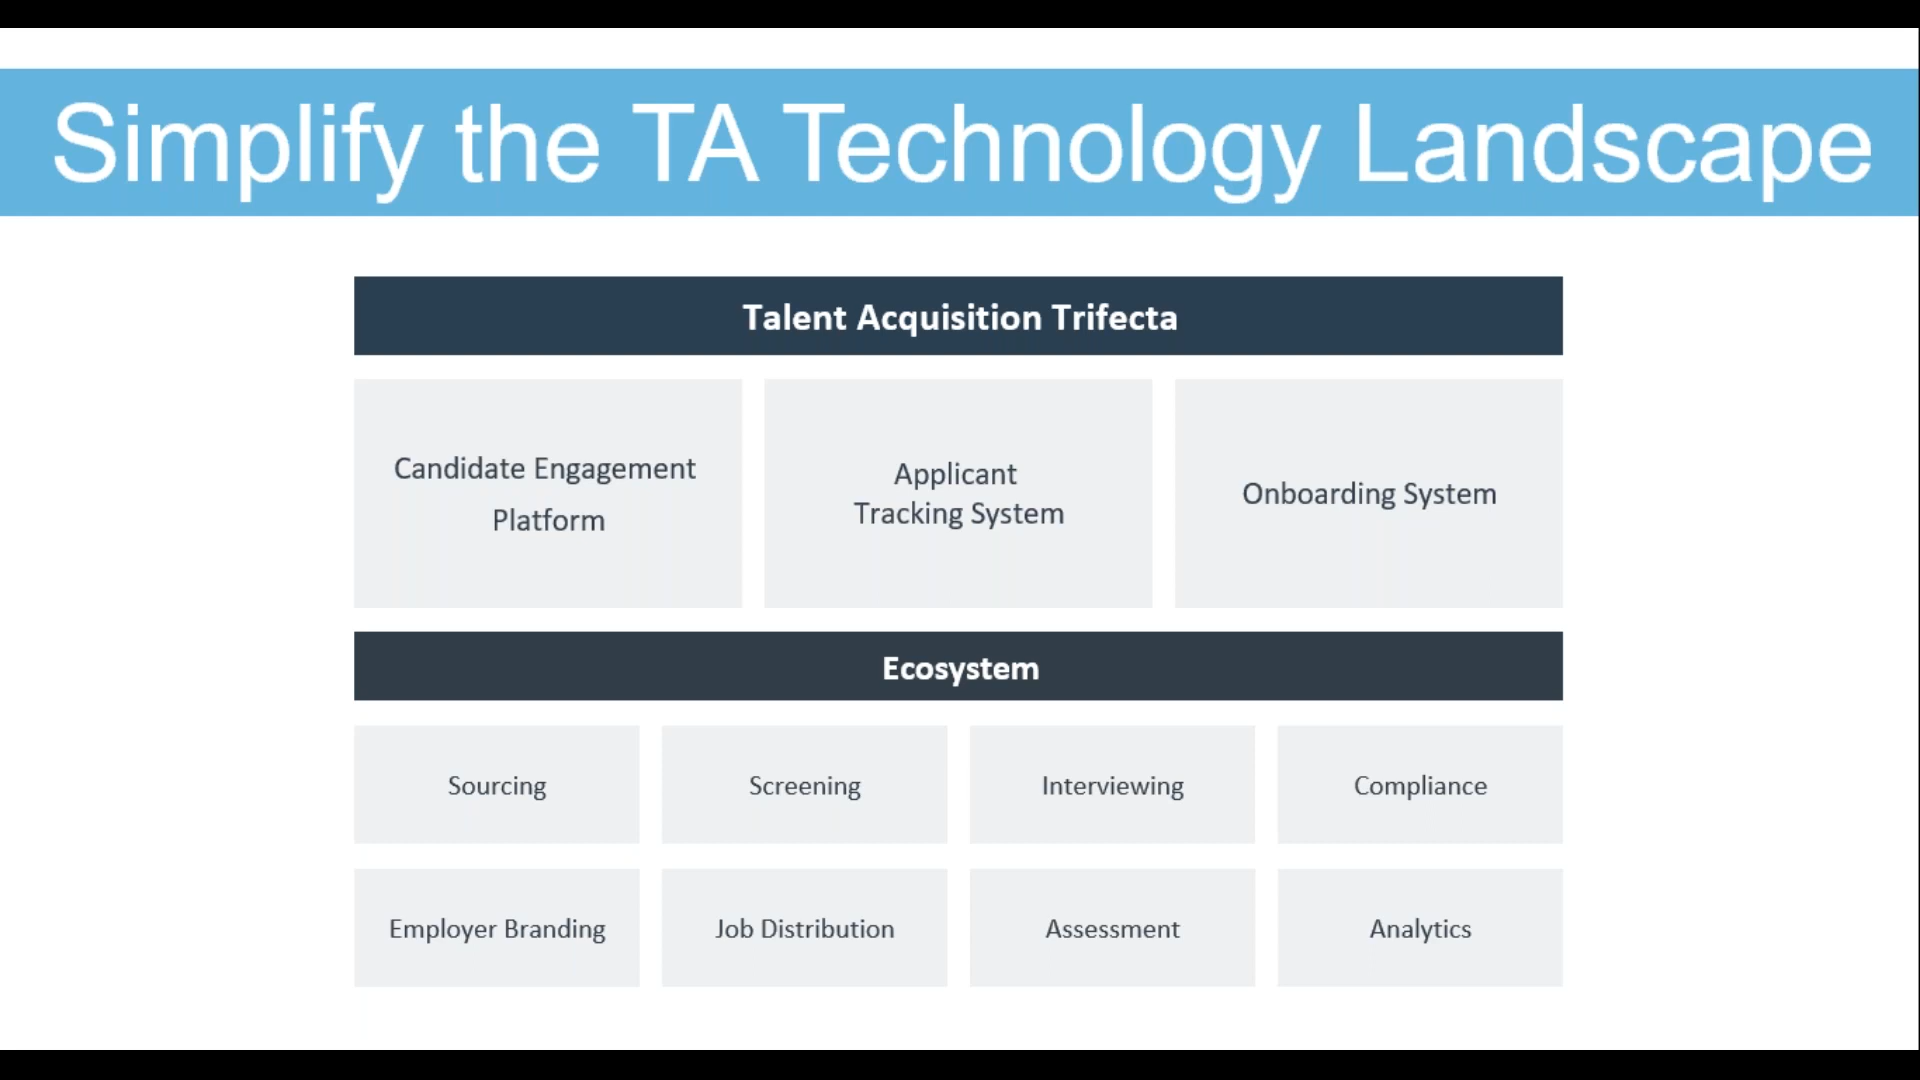 Simplify the TA Technology Landscape
Talent Acquisition Trifecta
Candidate Engagement
Platform
Applicant
Tracking System
Onboarding System
Ecosystem
Sourcing
Screening
Interviewing
Compliance
Employer Branding
Job Distribution
Assessment
Analytics